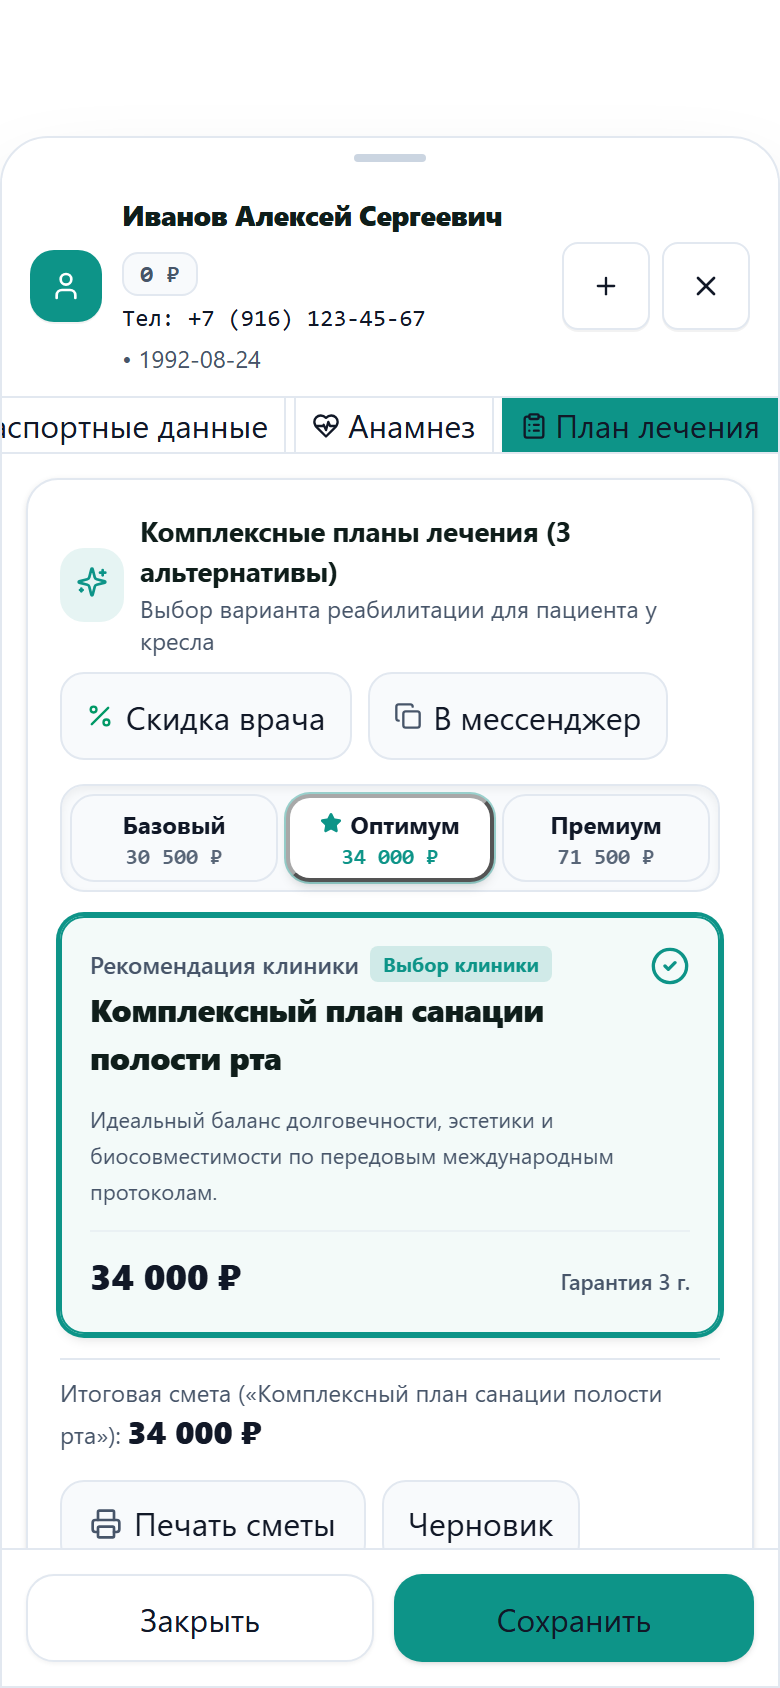 Иванов Алексей Сергеевич
0 ₽
Тел: +7 (916) 123-45-67
• 1992-08-24
аспортные данные
Анамнез
План лечения
Комплексные планы лечения (3
альтернативы)
Выбор варианта реабилитации для пациента у
кресла
Скидка врача
В мессенджер
Базовый
30 500 ₽
Оптимум
34 000 ₽
Премиум
71 500 ₽
Рекомендация клиники
Выбор клиники
Комплексный план санации
полости рта
Идеальный баланс долговечности, эстетики и
биосовместимости по передовым международным
протоколам.
34 000 ₽
Гарантия 3 г.
Итоговая смета («Комплексный план санации полости
рта»): 34 000 ₽
Печать сметы
Черновик
Закрыть
Сохранить